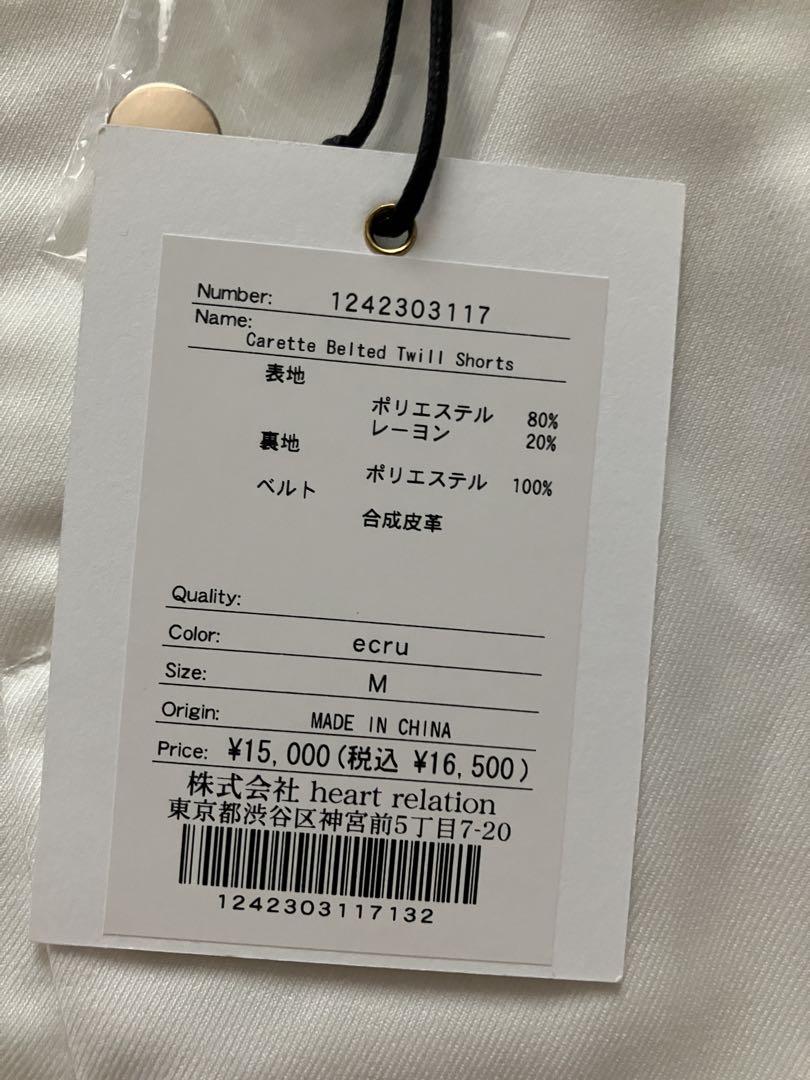 Number: 1242303117
Name:
Carette Belted Twill Shorts
表地
ポリエステル 80%
レーヨン 20%
裏地
ポリエステル 100%
ベルト
合成皮革
Quality:
Color: ecru
Size: M
Origin: MADE IN CHINA
Price: ¥15,000(税込 ¥16,500)
株式会社 heart relation
東京都渋谷区神宮前5丁目7-20
1242303117132